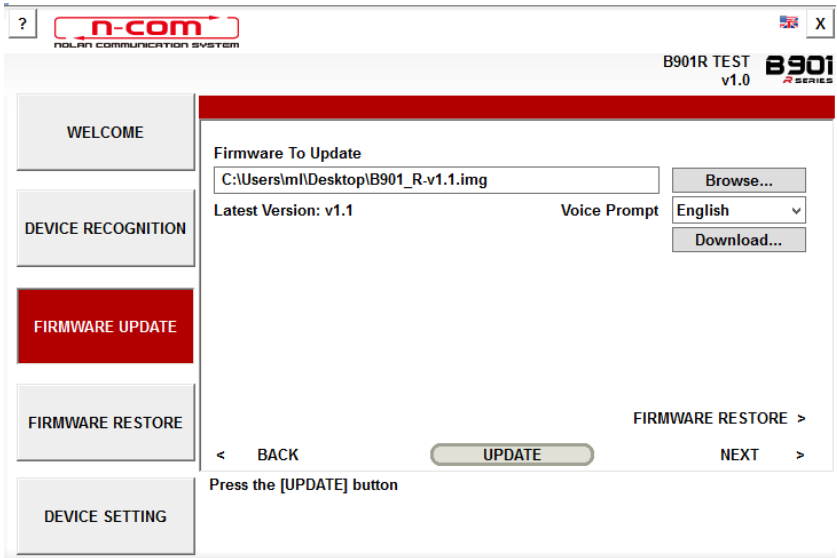 ?
n-com
NOLAN COMMUNICATION SYSTEM
X
B901R TEST
v1.0
B901
R SERIES
WELCOME
DEVICE RECOGNITION
FIRMWARE UPDATE
FIRMWARE RESTORE
DEVICE SETTING
Firmware To Update
C:\Users\ml\Desktop\B901_R-v1.1.img
Browse...
Latest Version: v1.1
Voice Prompt
English
Download...
FIRMWARE RESTORE >
< BACK
UPDATE
NEXT >
Press the [UPDATE] button